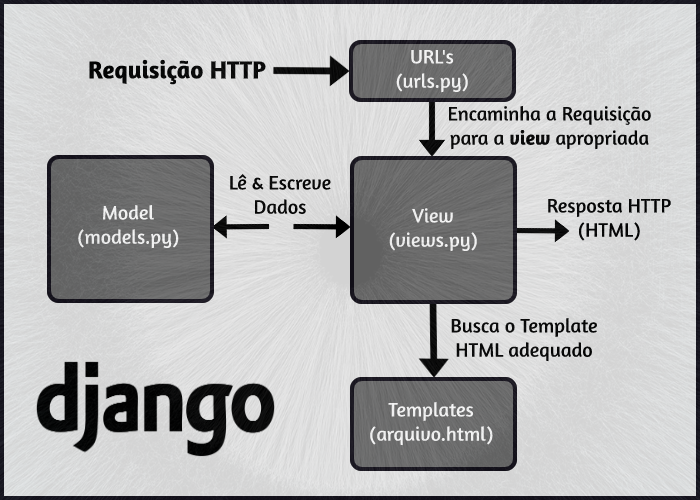 Requisição HTTP
URL's
(urls.py)
Encaminha a Requisição
para a view apropriada
Lê & Escreve
Dados
Model
(models.py)
View
(views.py)
Resposta HTTP
(HTML)
Busca o Template
HTML adequado
Templates
(arquivo.html)
django